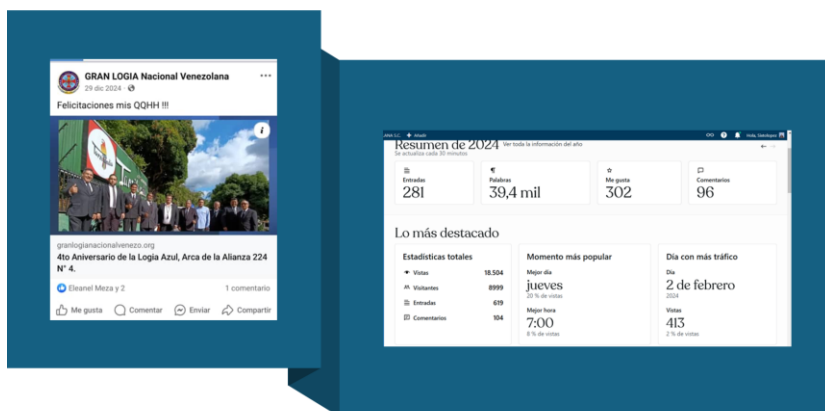 GRAN LOGIA Nacional Venezolana
29 dic 2024
Felicitaciones mis QQHH !!!
granlogianacionalvenezo.org
4to Aniversario de la Logia Azul, Arca de la Alianza 224
N° 4.
Eleanel Meza y 2
1 comentario
Me gusta
Comentar
Enviar
Compartir
Añadir
Resumen de 2024
Ver toda la información del año
Se actualiza cada 30 minutos
Entradas
281
Palabras
39,4 mil
Me gusta
302
Comentarios
96
Lo más destacado
Estadísticas totales
Vistas 18.504
Visitantes 8999
Entradas 619
Comentarios 104
Momento más popular
Mejor día
jueves
20 % de vistas
Mejor hora
7:00
8 % de vistas
Día con más tráfico
Día
2 de febrero
2024
Vistas
413
2 % de vistas